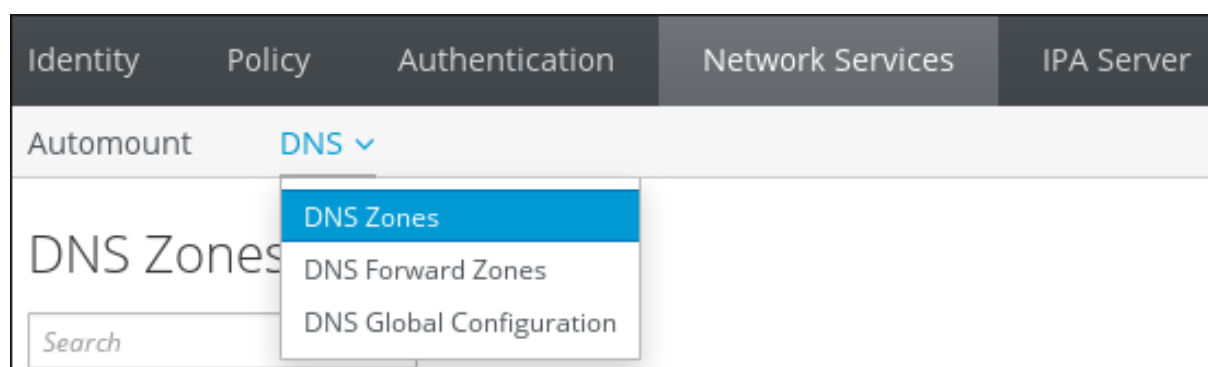 Identity Policy Authentication Network Services IPA Server
Automount DNS
DNS Zones
DNS Zones
DNS Forward Zones
DNS Global Configuration
Search